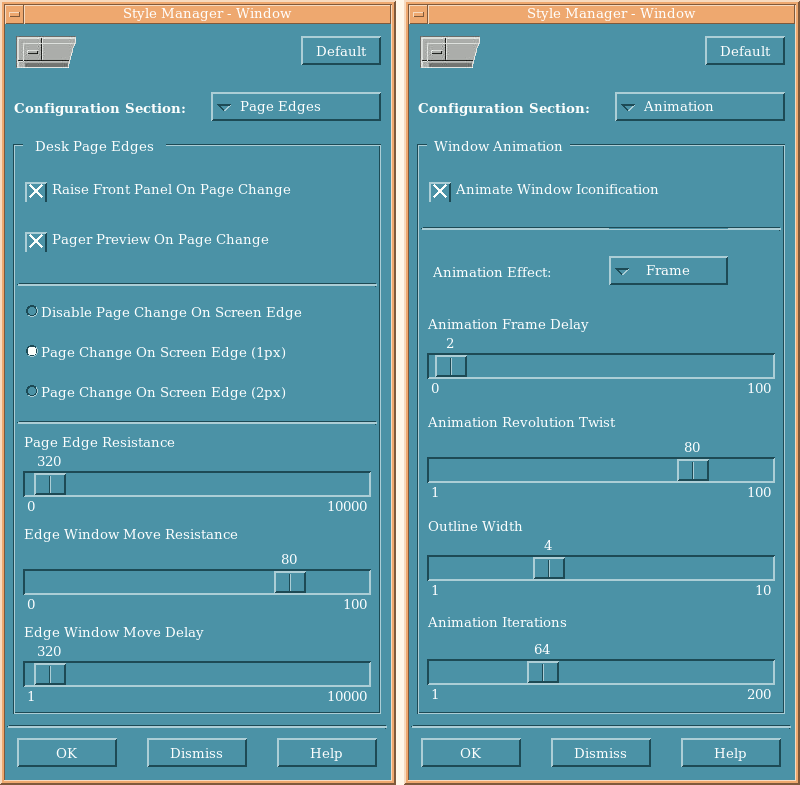 Style Manager - Window
Default
Configuration Section: Page Edges
Desk Page Edges
Raise Front Panel On Page Change
Pager Preview On Page Change
Disable Page Change On Screen Edge
Page Change On Screen Edge (1px)
Page Change On Screen Edge (2px)
Page Edge Resistance
320
0 10000
Edge Window Move Resistance
80
0 100
Edge Window Move Delay
320
1 10000
OK Dismiss Help
Style Manager - Window
Default
Configuration Section: Animation
Window Animation
Animate Window Iconification
Animation Effect: Frame
Animation Frame Delay
2
0 100
Animation Revolution Twist
80
1 100
Outline Width
4
1 10
Animation Iterations
64
1 200
OK Dismiss Help